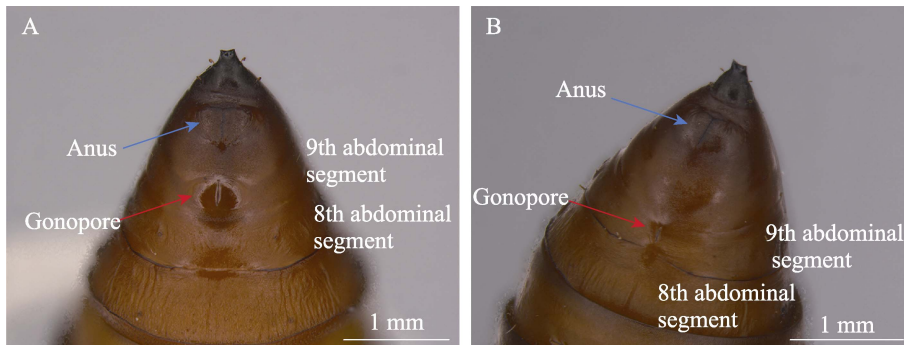 A
Anus
9th abdominal
segment
Gonopore
8th abdominal
segment
1 mm
B
Anus
Gonopore
9th abdominal
segment
8th abdominal
segment
1 mm